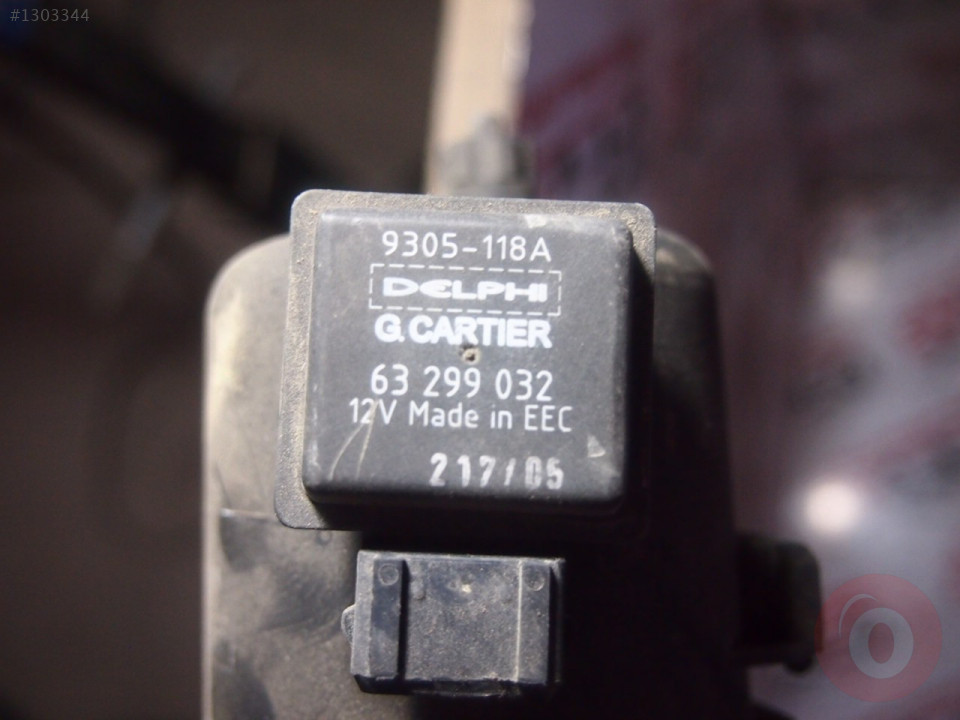 #1303344
9305-118A
DELPHI
G.CARTIER
63 299 032
12V Made in EEC
217/05